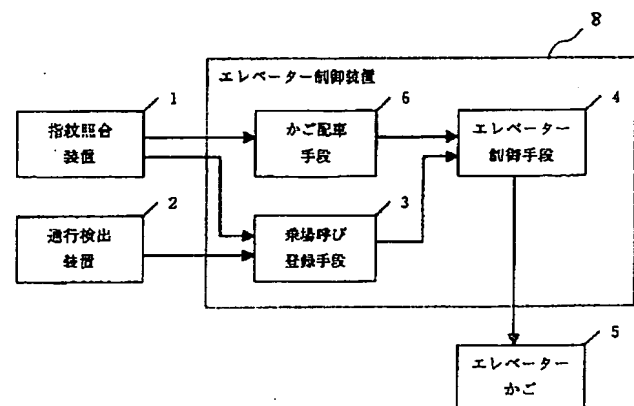 8
エレベーター制御装置
1
指紋照合
装置
6
かご配車
手段
4
エレベーター
制御手段
2
通行検出
装置
3
乗場呼び
登録手段
5
エレベーター
かご